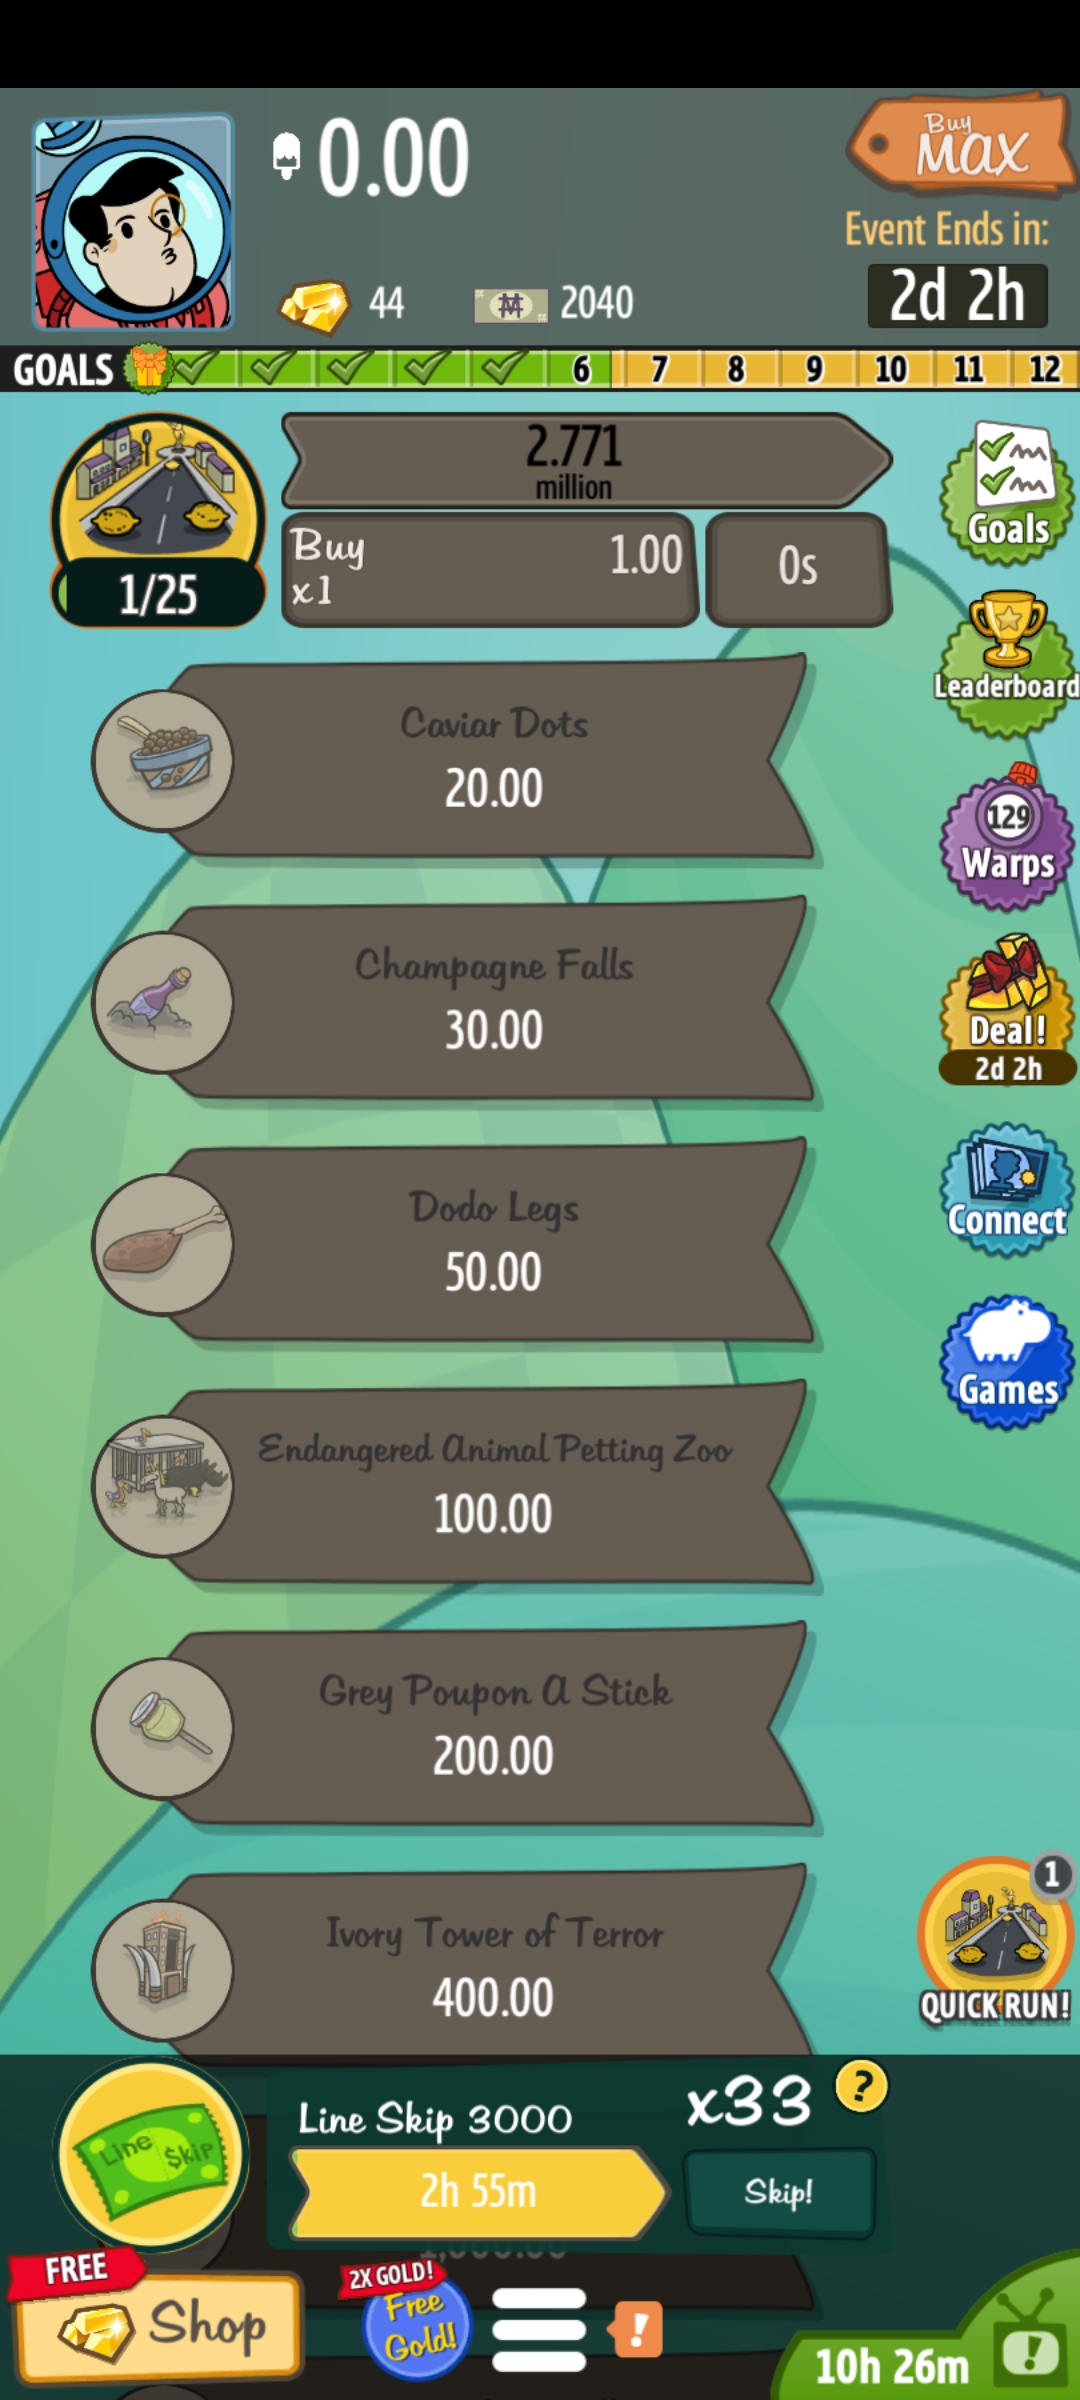 0.00
Buy
MAX
Event Ends in:
44
2040
2d 2h
GOALS 6 7 8 9 10 11 12
2.771
million
Buy
x1
1.00
0s
1/25
Goals
Caviar Dots
20.00
Leaderboard
129
Warps
Champagne Falls
30.00
Deal!
2d 2h
Dodo Legs
50.00
Connect
Games
Endangered Animal Petting Zoo
100.00
Grey Poupon A Stick
200.00
Ivory Tower of Terror
400.00
1
QUICK RUN!
Line $kip
Line Skip 3000
x33
?
2h 55m
Skip!
FREE
Shop
2X GOLD!
Free
Gold!
!
10h 26m
!